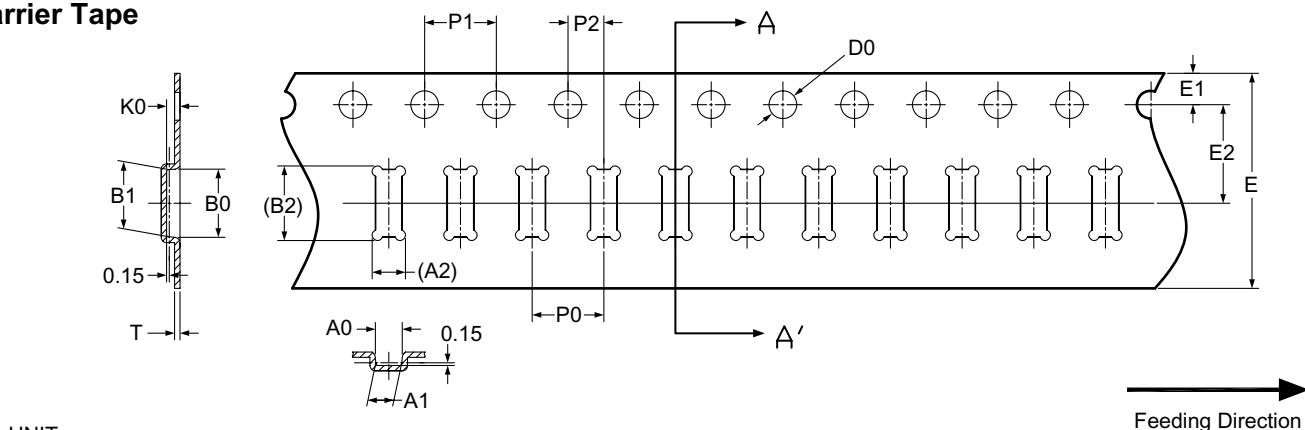 arrier Tape
P1
P2
A
D0
E1
K0
E2
B1
B0
(B2)
E
0.15
(A2)
T
A0
P0
0.15
A'
A1
Feeding Direction